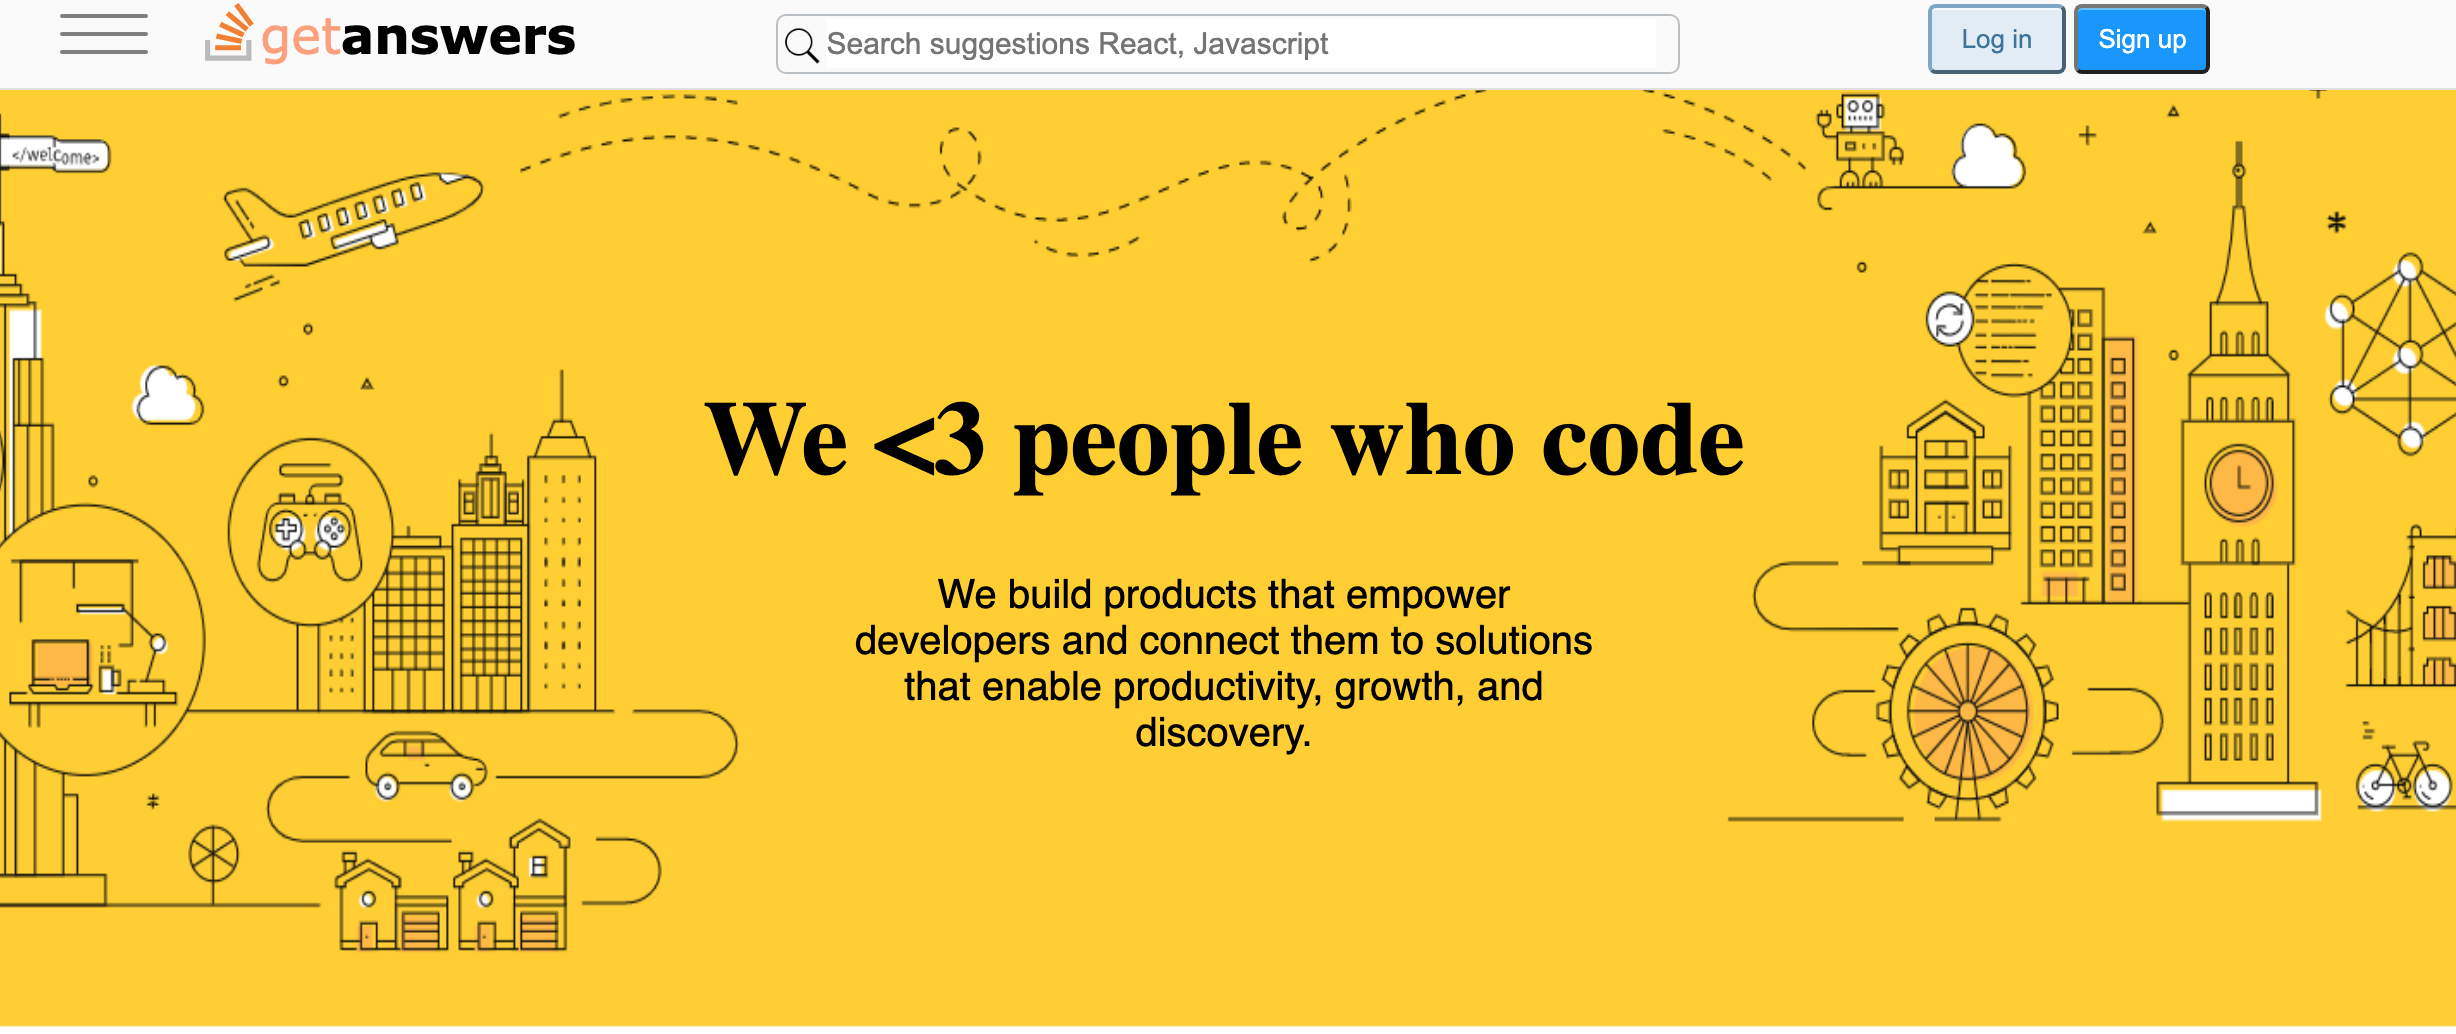 getanswers
Search suggestions React, Javascript
Log in
Sign up
</welcome>
We <3 people who code
We build products that empower
developers and connect them to solutions
that enable productivity, growth, and
discovery.